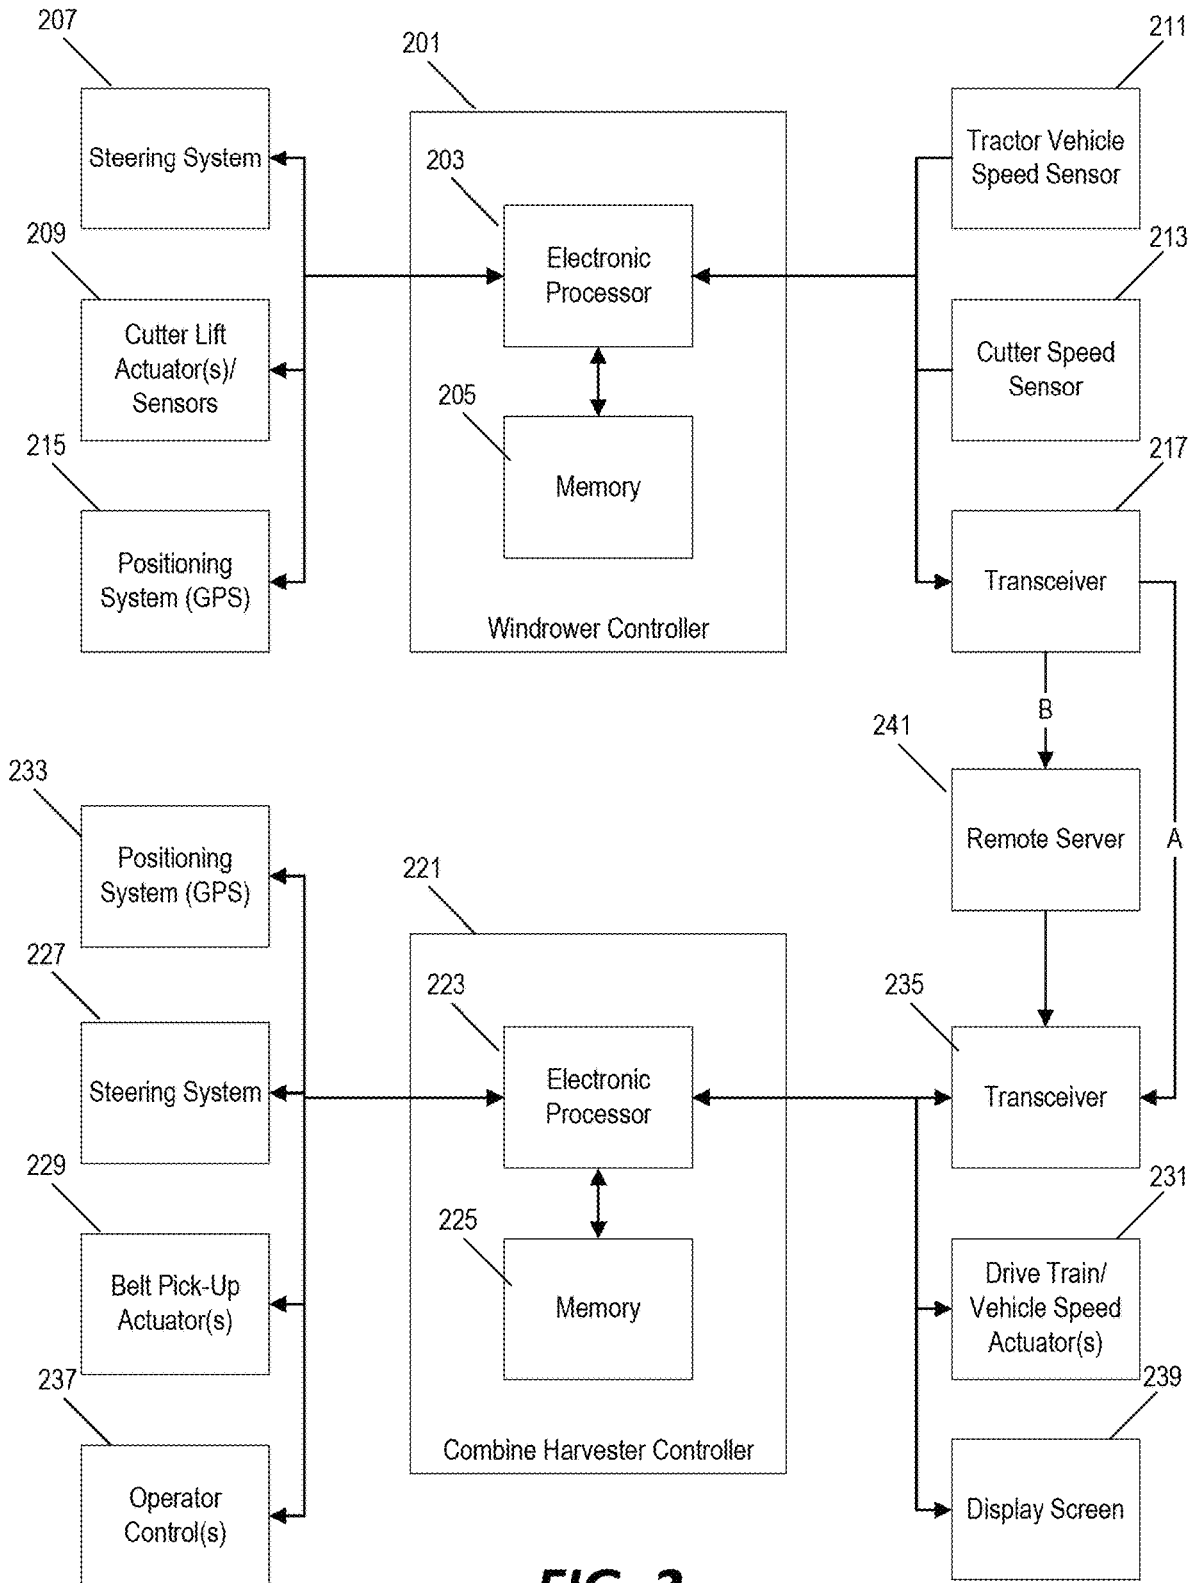 207
201
211
Steering System
203
Tractor Vehicle
Speed Sensor
209
Electronic
Processor
213
Cutter Lift
Actuator(s)/
Sensors
205
Cutter Speed
Sensor
215
Memory
217
Positioning
System (GPS)
Transceiver
Windrower Controller
B
241
233
Remote Server
A
Positioning
System (GPS)
221
227
223
235
Steering System
Electronic
Processor
Transceiver
229
225
231
Belt Pick-Up
Actuator(s)
Memory
Drive Train/
Vehicle Speed
Actuator(s)
237
239
Combine Harvester Controller
Operator
Control(s)
Display Screen